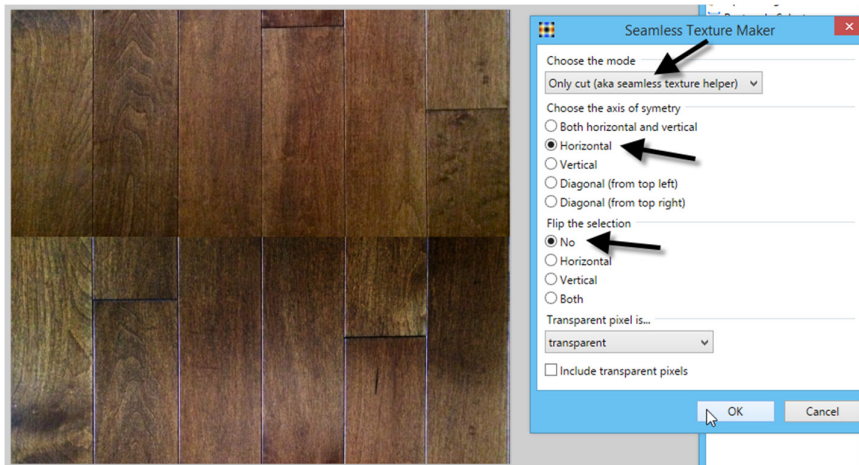 Seamless Texture Maker
Choose the mode
Only cut (aka seamless texture helper)
Choose the axis of symetry
Both horizontal and vertical
Horizontal
Vertical
Diagonal (from top left)
Diagonal (from top right)
Flip the selection
No
Horizontal
Vertical
Both
Transparent pixel is...
transparent
Include transparent pixels
OK Cancel